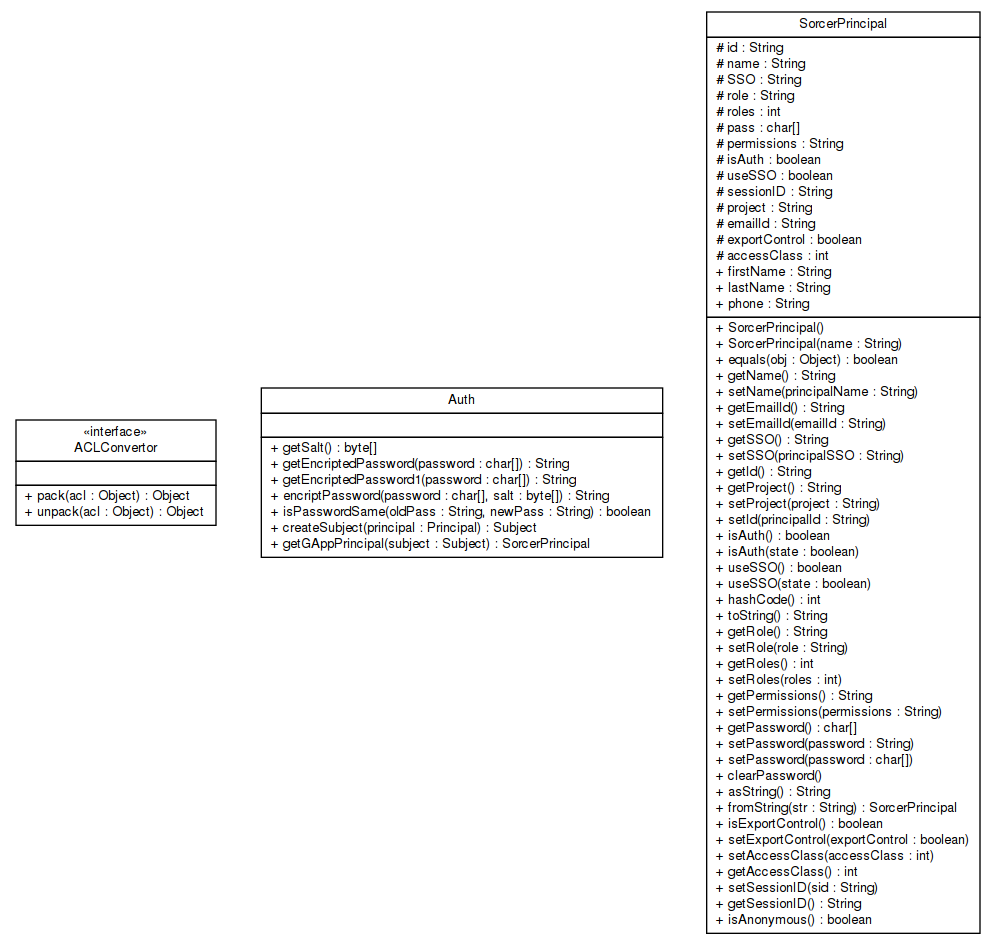 «interface»
ACLConvertor
+ pack(acl : Object) : Object
+ unpack(acl : Object) : Object
Auth
+ getSalt() : byte[]
+ getEncriptedPassword(password : char[]) : String
+ getEncriptedPassword1(password : char[]) : String
+ encriptPassword(password : char[], salt : byte[]) : String
+ isPasswordSame(oldPass : String, newPass : String) : boolean
+ createSubject(principal : Principal) : Subject
+ getGAppPrincipal(subject : Subject) : SorcerPrincipal
SorcerPrincipal
# id : String
# name : String
# SSO : String
# role : String
# roles : int
# pass : char[]
# permissions : String
# isAuth : boolean
# useSSO : boolean
# sessionID : String
# project : String
# emailId : String
# exportControl : boolean
# accessClass : int
+ firstName : String
+ lastName : String
+ phone : String
+ SorcerPrincipal()
+ SorcerPrincipal(name : String)
+ equals(obj : Object) : boolean
+ getName() : String
+ setName(principalName : String)
+ getEmailId() : String
+ setEmailId(emailId : String)
+ getSSO() : String
+ setSSO(principalSSO : String)
+ getId() : String
+ getProject() : String
+ setProject(project : String)
+ setId(principalId : String)
+ isAuth() : boolean
+ isAuth(state : boolean)
+ useSSO() : boolean
+ useSSO(state : boolean)
+ hashCode() : int
+ toString() : String
+ getRole() : String
+ setRole(role : String)
+ getRoles() : int
+ setRoles(roles : int)
+ getPermissions() : String
+ setPermissions(permissions : String)
+ getPassword() : char[]
+ setPassword(password : String)
+ setPassword(password : char[])
+ clearPassword()
+ asString() : String
+ fromString(str : String) : SorcerPrincipal
+ isExportControl() : boolean
+ setExportControl(exportControl : boolean)
+ setAccessClass(accessClass : int)
+ getAccessClass() : int
+ setSessionID(sid : String)
+ getSessionID() : String
+ isAnonymous() : boolean